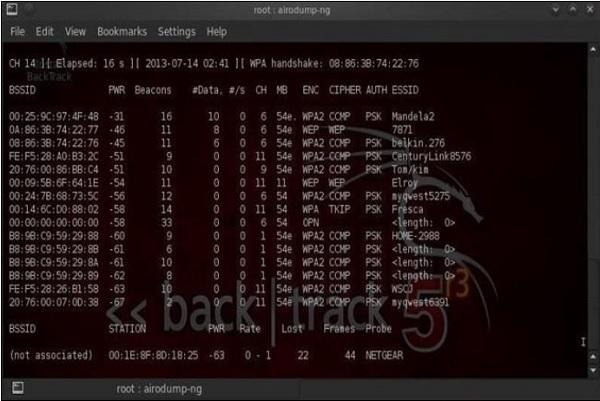 root : airodump-ng
File Edit View Bookmarks Settings Help
CH 14 ][ Elapsed: 16 s ][ 2013-07-14 02:41 ][ WPA handshake: 08:86:3B:74:22:76
BackTrack
BSSID PWR Beacons #Data, #/s CH MB ENC CIPHER AUTH ESSID
00:25:9C:97:4F:48 -31 16 10 0 6 54e. WPA2 CCMP PSK Mandela2
0A:86:3B:74:22:77 -46 11 8 0 6 54e WEP WEP 7871
08:86:3B:74:22:76 -45 11 6 0 6 54e WPA2 CCMP PSK belkin.276
FE:F5:28:A0:B3:2C -51 9 0 0 11 54e WPA2 CCMP PSK CenturyLink8576
20:76:00:86:BB:C4 -51 10 0 0 9 54e WPA2 CCMP PSK Tom/kim
00:09:5B:6F:64:1E -54 11 0 0 11 11 WEP WEP Elroy
00:24:7B:68:73:5C -56 12 0 0 6 54 WPA2 CCMP PSK myqwest5275
00:14:6C:D0:88:02 -58 14 0 0 11 54 WPA TKIP PSK Fresca
00:00:00:00:00:00 -58 33 0 0 6 54 OPN <length: 0>
B8:9B:C9:59:29:88 -60 9 0 0 1 54e WPA2 CCMP PSK HOME-2988
B8:9B:C9:59:29:8B -61 6 0 0 1 54e WPA2 CCMP PSK <length: 0>
B8:9B:C9:59:29:8A -61 10 0 0 1 54e WPA2 CCMP PSK <length: 0>
B8:9B:C9:59:29:89 -62 8 0 0 1 54e WPA2 CCMP PSK <length: 0>
FE:F5:28:26:B1:58 -63 10 0 0 11 54e WPA2 CCMP PSK WSCJ
20:76:00:07:0D:38 -67 2 0 0 11 54e WPA2 CCMP PSK myqwest6391
<< back | track 5 r3
BSSID STATION PWR Rate Lost Frames Probe
(not associated) 00:1E:8F:8D:18:25 -63 0 - 1 22 44 NETGEAR
root : airodump-ng